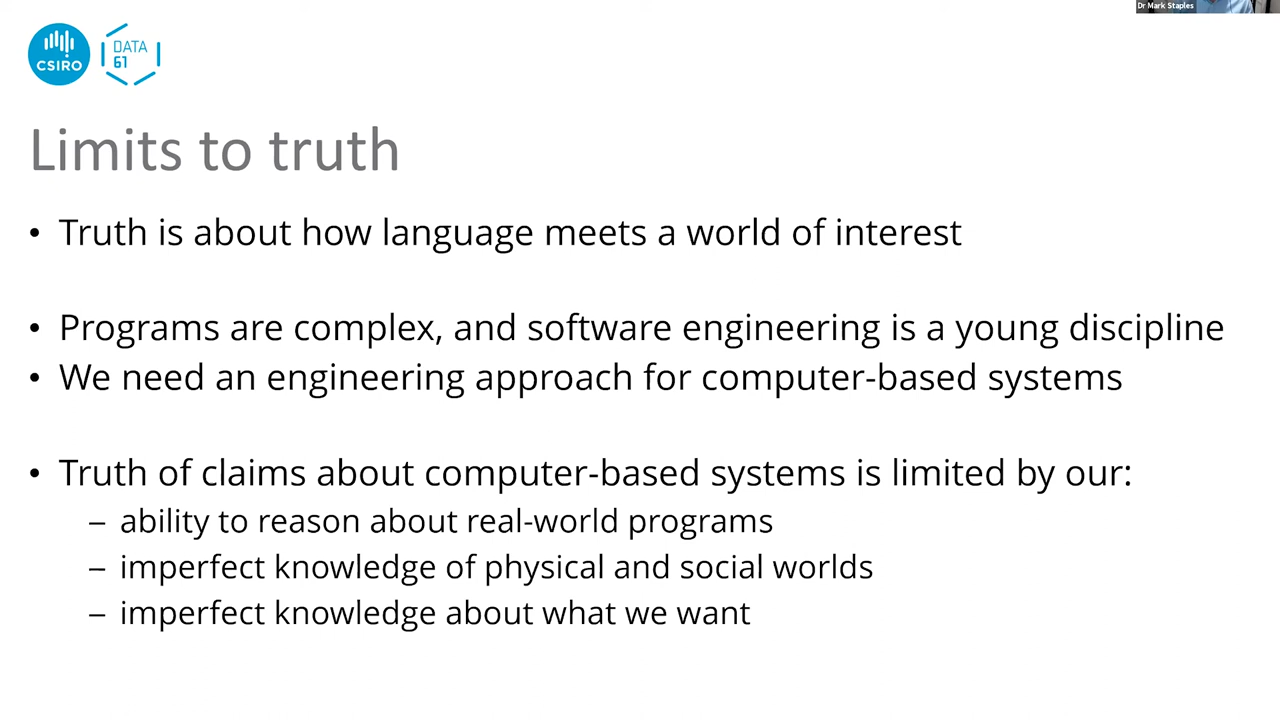 Dr Mark Staples
CSIRO
DATA
61
Limits to truth
• Truth is about how language meets a world of interest
• Programs are complex, and software engineering is a young discipline
• We need an engineering approach for computer-based systems
• Truth of claims about computer-based systems is limited by our:
– ability to reason about real-world programs
– imperfect knowledge of physical and social worlds
– imperfect knowledge about what we want